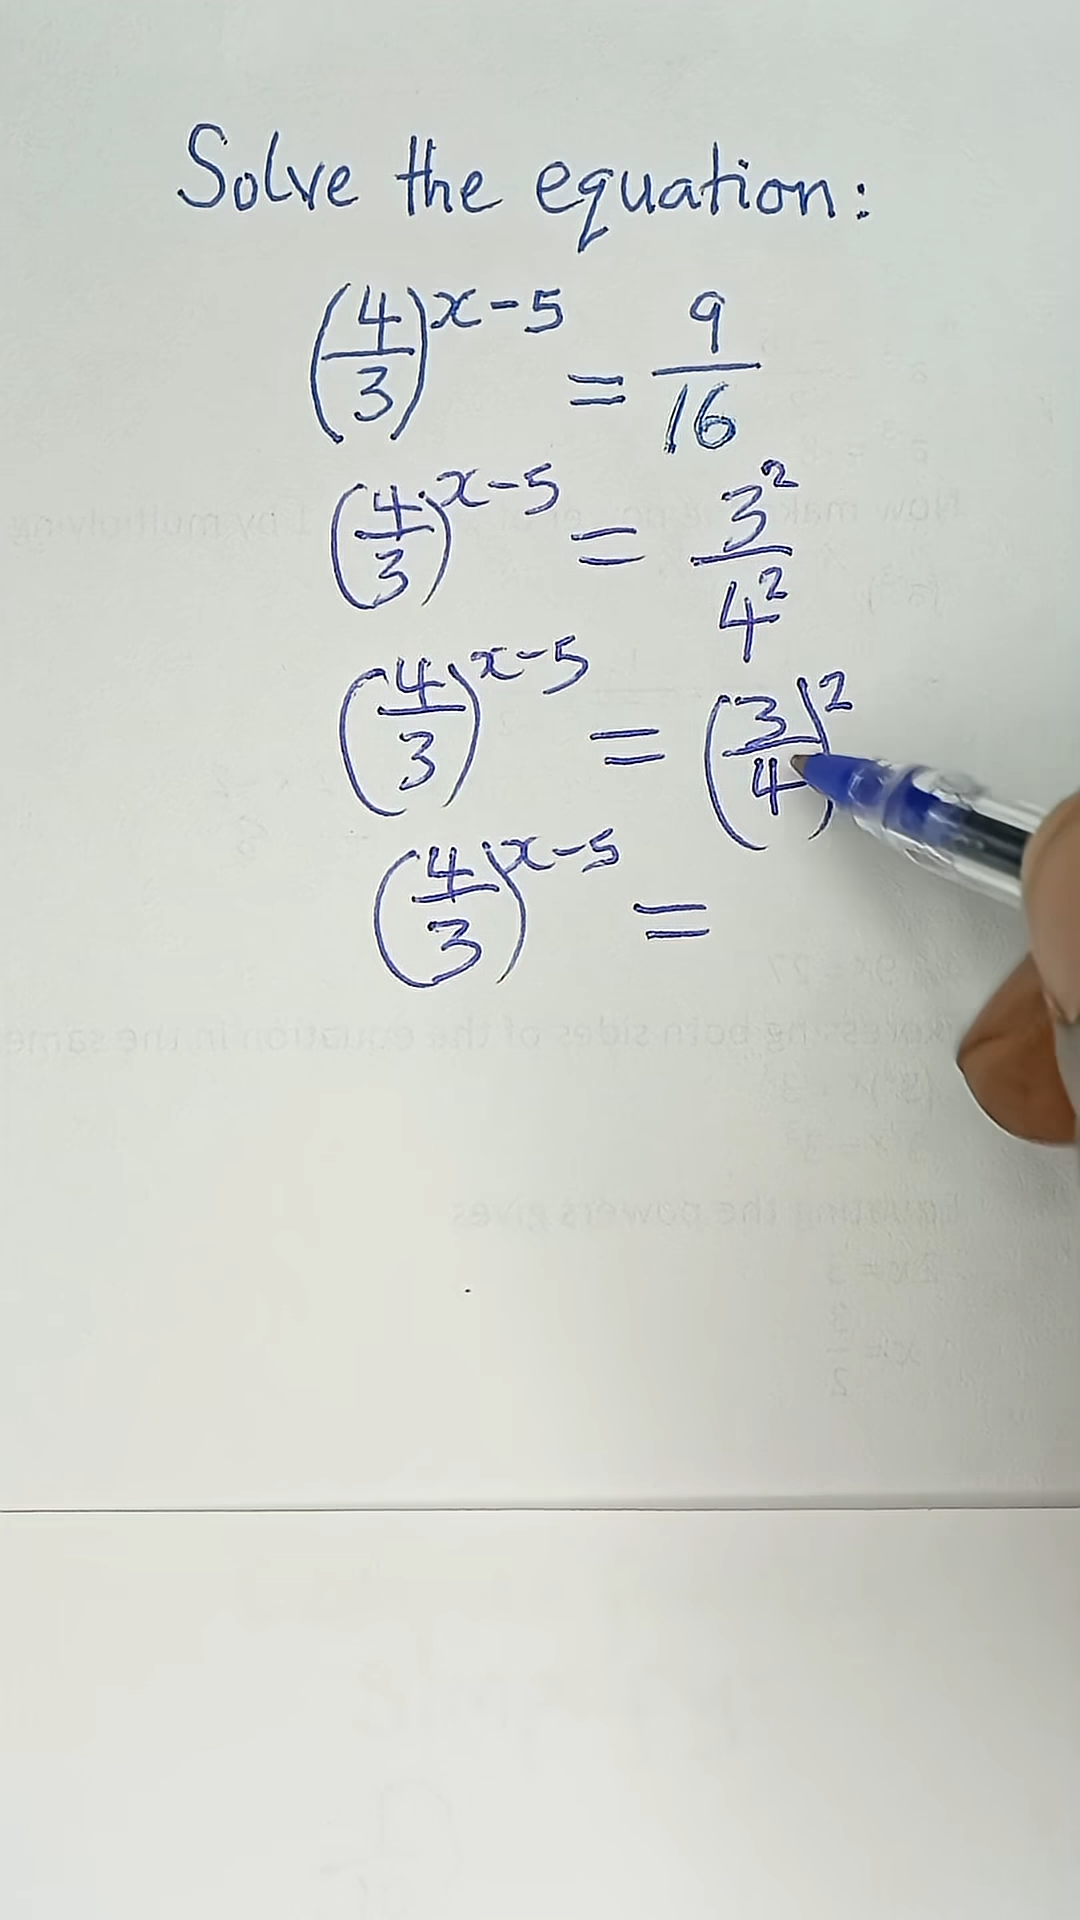 Solve the equation:
(4/3)^(x-5) = 9/16
(4/3)^(x-5) = 3²/4²
(4/3)^(x-5) = (3/4)²
(4/3)^(x-5) =